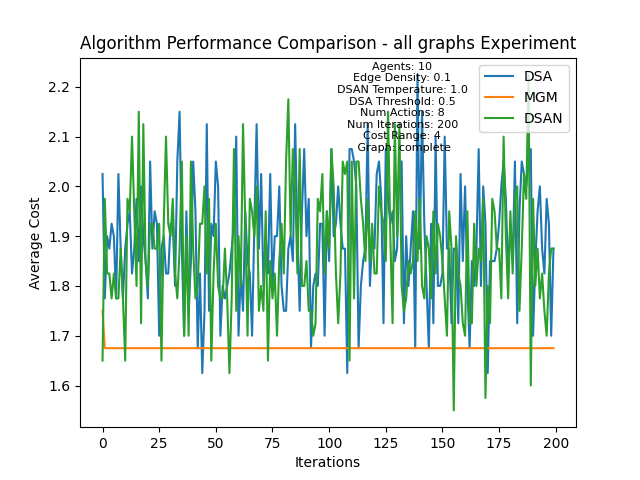 Algorithm Performance Comparison - all graphs Experiment
Agents: 10
Edge Density: 0.1
DSAN Temperature: 1.0
DSA Threshold: 0.5
Num Actions: 8
Num Iterations: 200
Cost Range: 4
Graph: complete
DSA
MGM
DSAN
Average Cost
2.2
2.1
2.0
1.9
1.8
1.7
1.6
0
25
50
75
100
125
150
175
200
Iterations